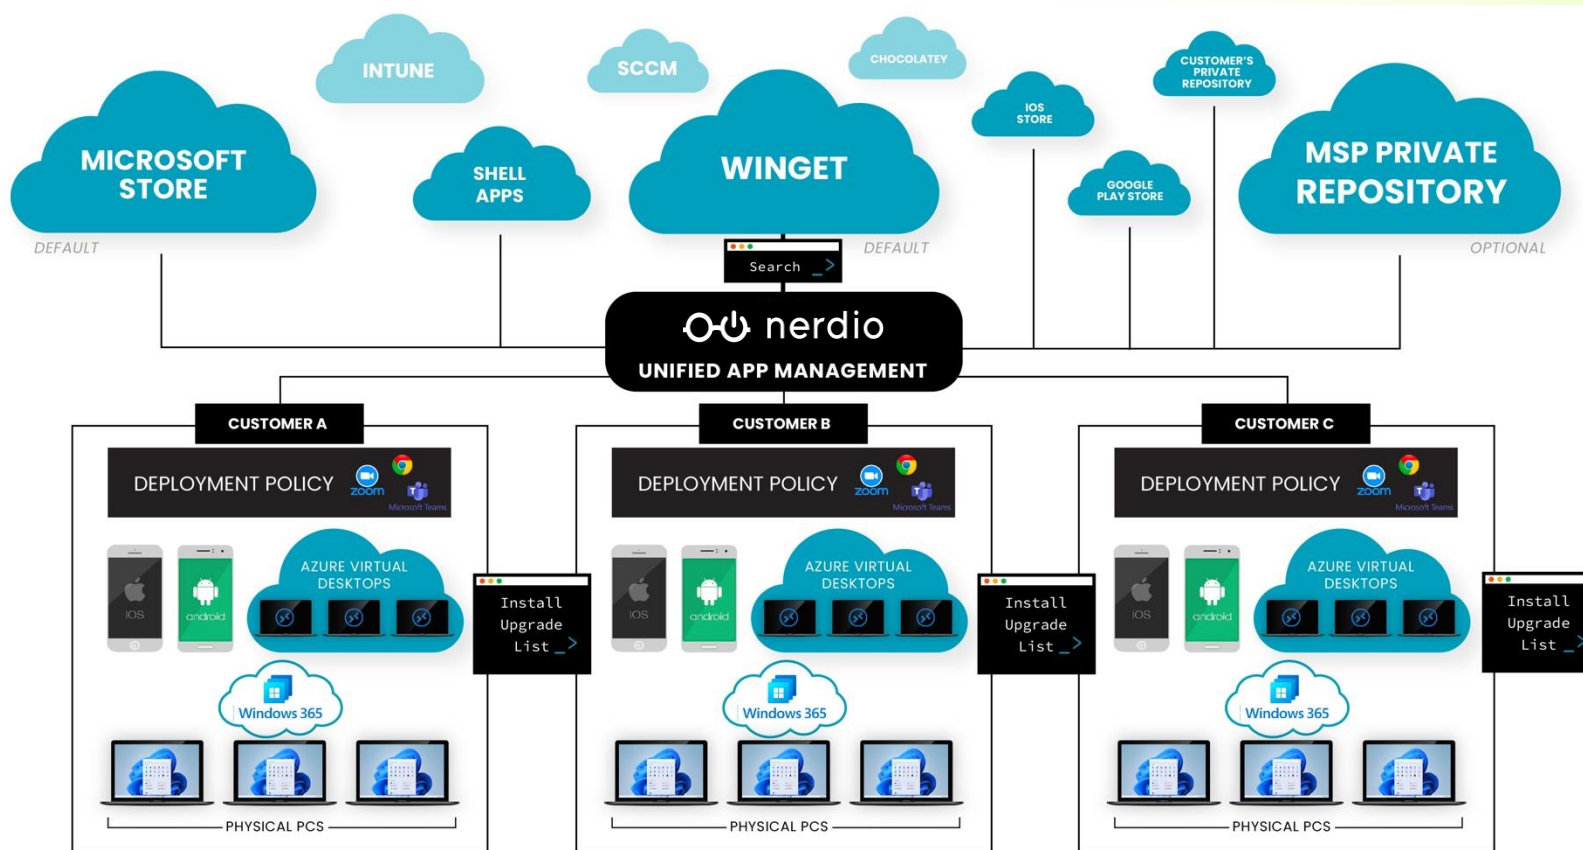 INTUNE
SCCM
CHOCOLATEY
CUSTOMER'S
PRIVATE
REPOSITORY
IOS
STORE
MICROSOFT
STORE
SHELL
APPS
WINGET
GOOGLE
PLAY STORE
MSP PRIVATE
REPOSITORY
DEFAULT
DEFAULT
OPTIONAL
Search _>
nerdio
UNIFIED APP MANAGEMENT
CUSTOMER A
DEPLOYMENT POLICY
zoom
Microsoft Teams
iOS
android
AZURE VIRTUAL
DESKTOPS
Install
Upgrade
List _>
Windows 365
PHYSICAL PCS
CUSTOMER B
DEPLOYMENT POLICY
zoom
Microsoft Teams
iOS
android
AZURE VIRTUAL
DESKTOPS
Install
Upgrade
List _>
Windows 365
PHYSICAL PCS
CUSTOMER C
DEPLOYMENT POLICY
zoom
Microsoft Teams
iOS
android
AZURE VIRTUAL
DESKTOPS
Install
Upgrade
List _>
Windows 365
PHYSICAL PCS